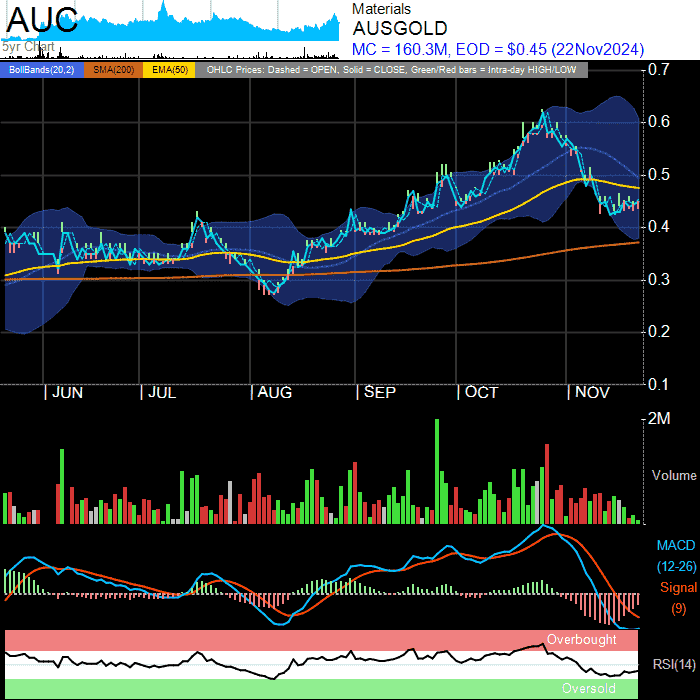 AUC
5yr Chart
Materials
AUSGOLD
MC = 160.3M, EOD = $0.45 (22Nov2024)
BollBands(20,2) SMA(200) EMA(50) OHLC Prices: Dashed = OPEN, Solid = CLOSE, Green/Red bars = Intra-day HIGH/LOW
0.7
0.6
0.5
0.4
0.3
0.2
0.1
| JUN | JUL | AUG | SEP | OCT | NOV
2M
Volume
MACD
(12-26)
Signal
(9)
Overbought
RSI(14)
Oversold